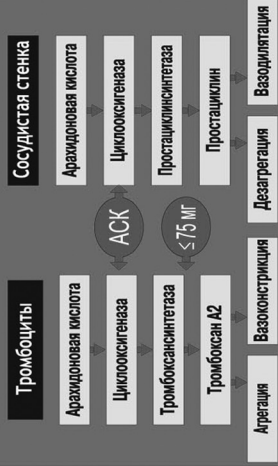 Тромбоциты
Арахидоновая кислота
Циклооксигеназа
Тромбоксансинтетаза
Тромбоксан А2
Агрегация
Вазоконстрикция
АСК
≤75 мг
Сосудистая стенка
Арахидоновая кислота
Циклооксигеназа
Простациклинсинтетаза
Простациклин
Дезагрегация
Вазодилятация